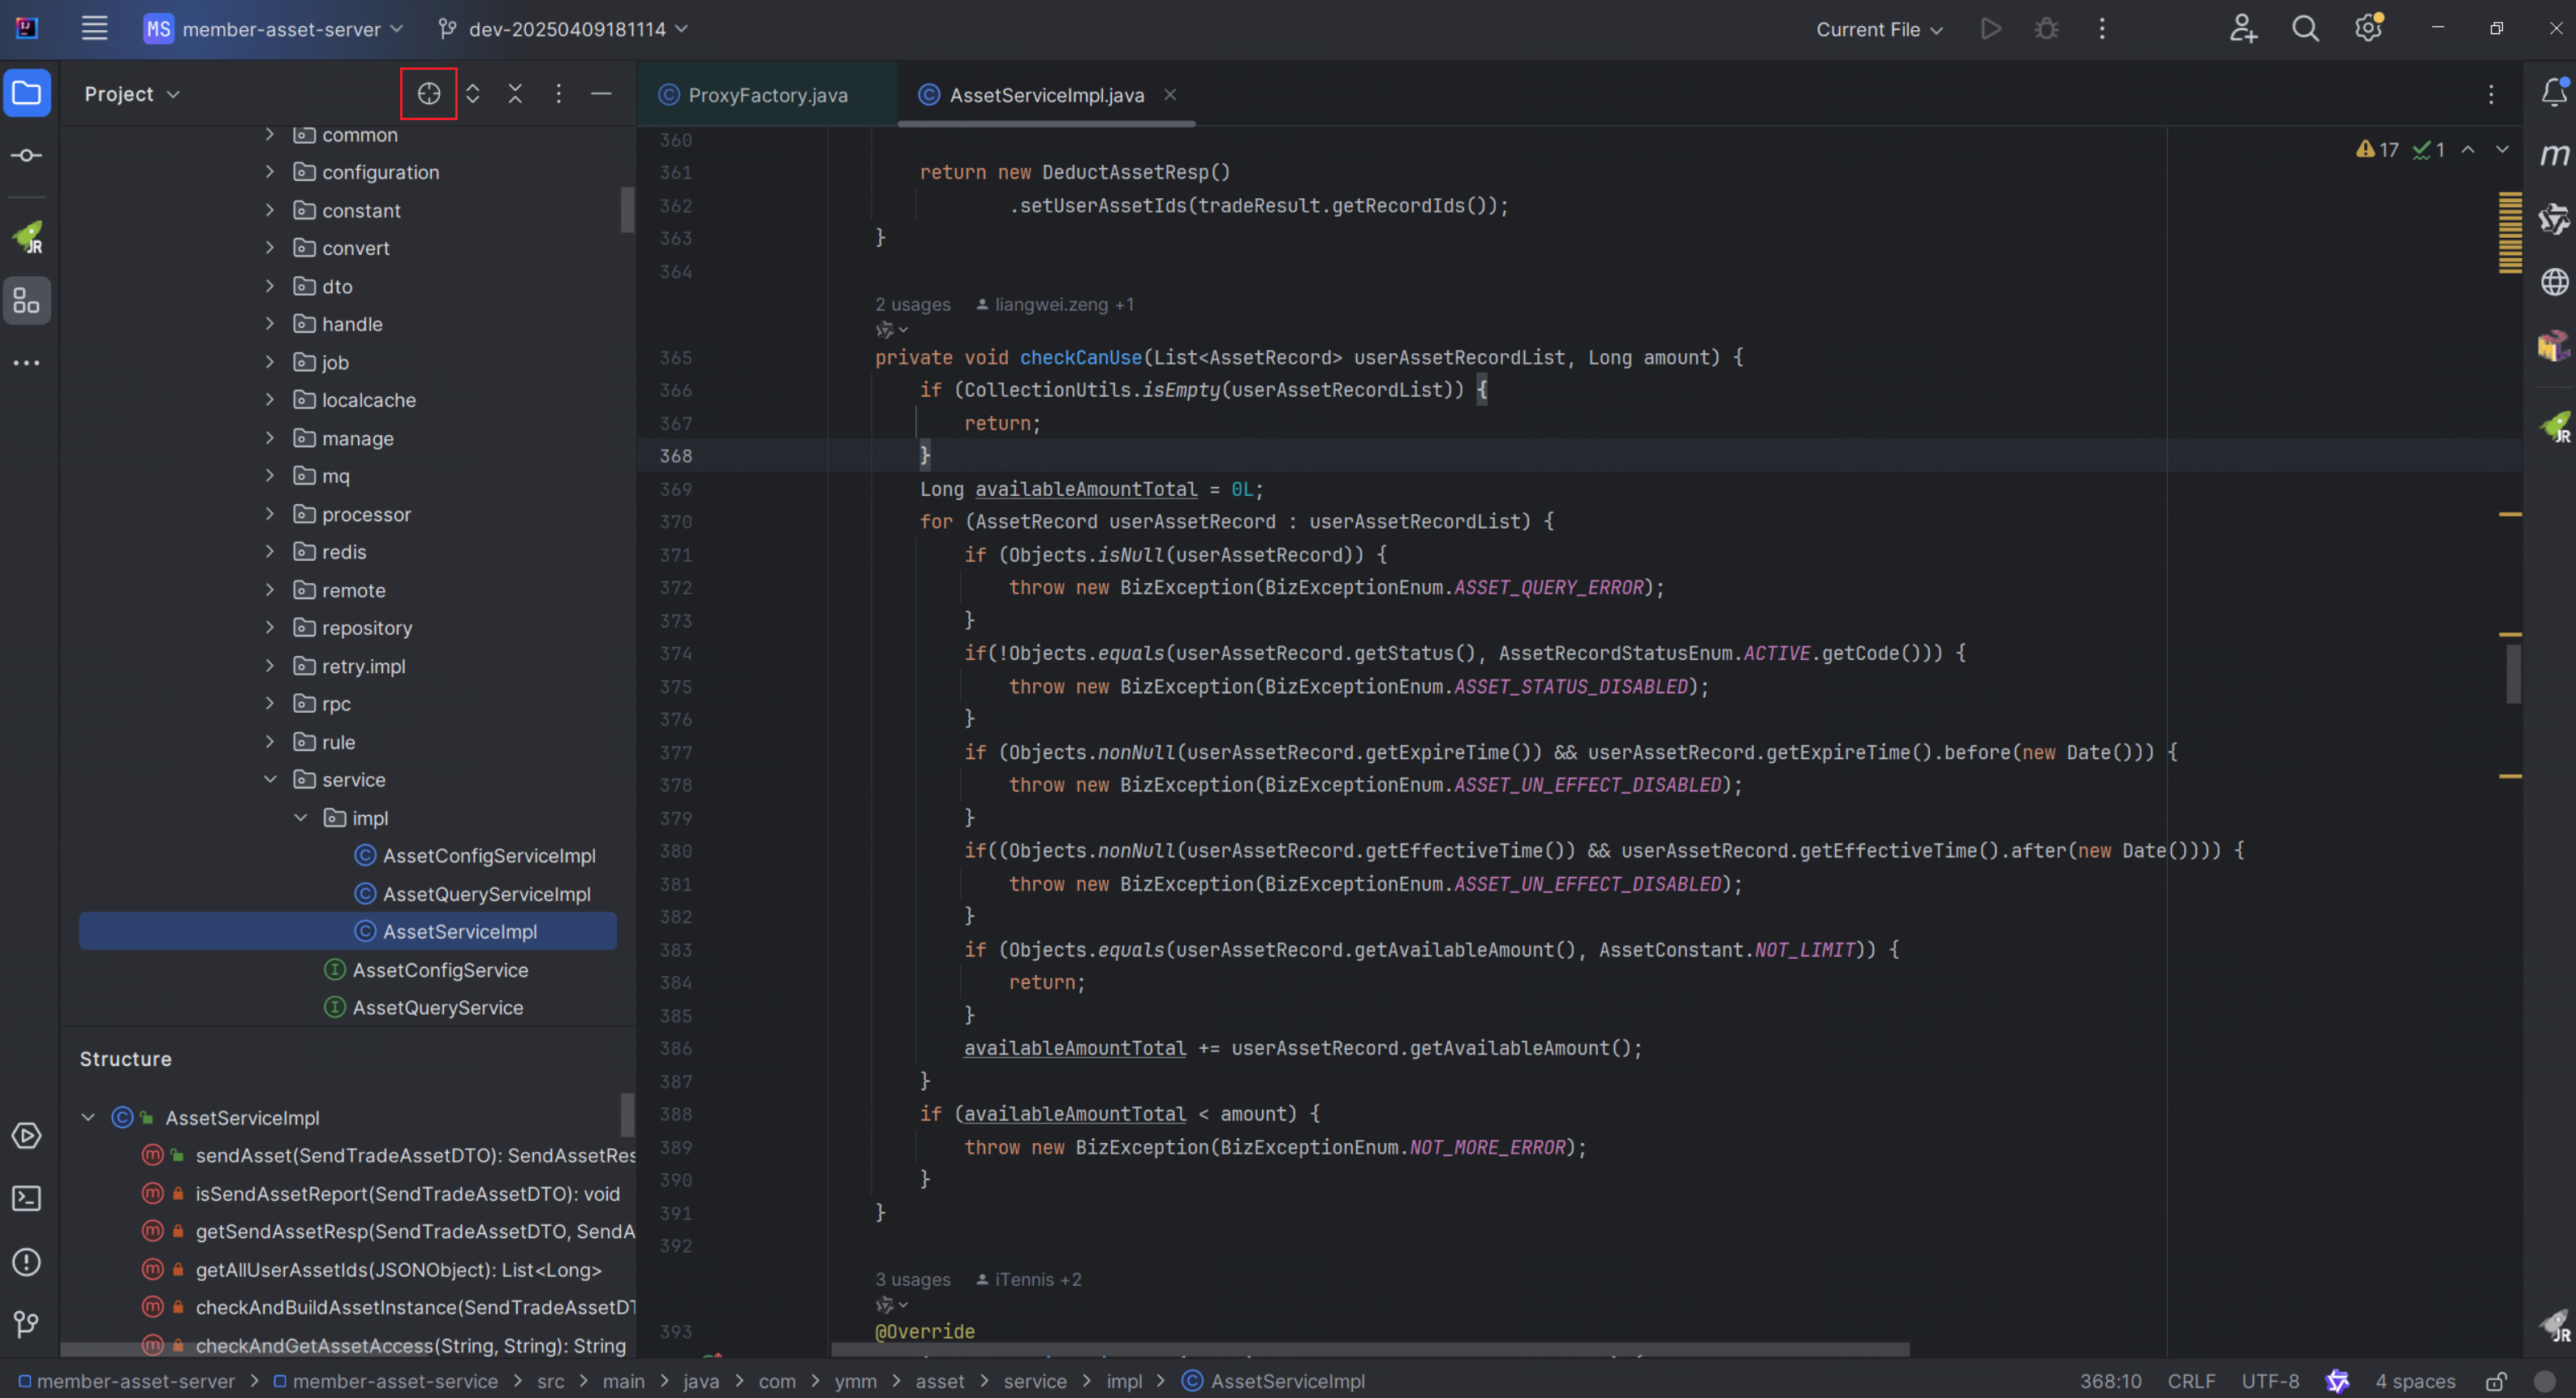 MS member-asset-server dev-20250409181114 Current File
Project
ProxyFactory.java AssetServiceImpl.java
common
configuration
constant
convert
dto
handle
job
localcache
manage
mq
processor
redis
remote
repository
retry.impl
rpc
rule
service
impl
AssetConfigServiceImpl
AssetQueryServiceImpl
AssetServiceImpl
AssetConfigService
AssetQueryService
Structure
AssetServiceImpl
sendAsset(SendTradeAssetDTO): SendAssetRes
isSendAssetReport(SendTradeAssetDTO): void
getSendAssetResp(SendTradeAssetDTO, SendA
getAllUserAssetIds(JSONObject): List<Long>
checkAndBuildAssetInstance(SendTradeAssetDT
checkAndGetAssetAccess(String, String): String
17 1
360
361 return new DeductAssetResp()
362 .setUserAssetIds(tradeResult.getRecordIds());
363 }
364
2 usages liangwei.zeng +1
365 private void checkCanUse(List<AssetRecord> userAssetRecordList, Long amount) {
366 if (CollectionUtils.isEmpty(userAssetRecordList)) {
367 return;
368 }
369 Long availableAmountTotal = 0L;
370 for (AssetRecord userAssetRecord : userAssetRecordList) {
371 if (Objects.isNull(userAssetRecord)) {
372 throw new BizException(BizExceptionEnum.ASSET_QUERY_ERROR);
373 }
374 if(!Objects.equals(userAssetRecord.getStatus(), AssetRecordStatusEnum.ACTIVE.getCode())) {
375 throw new BizException(BizExceptionEnum.ASSET_STATUS_DISABLED);
376 }
377 if (Objects.nonNull(userAssetRecord.getExpireTime()) && userAssetRecord.getExpireTime().before(new Date())) {
378 throw new BizException(BizExceptionEnum.ASSET_UN_EFFECT_DISABLED);
379 }
380 if((Objects.nonNull(userAssetRecord.getEffectiveTime()) && userAssetRecord.getEffectiveTime().after(new Date()))) {
381 throw new BizException(BizExceptionEnum.ASSET_UN_EFFECT_DISABLED);
382 }
383 if (Objects.equals(userAssetRecord.getAvailableAmount(), AssetConstant.NOT_LIMIT)) {
384 return;
385 }
386 availableAmountTotal += userAssetRecord.getAvailableAmount();
387 }
388 if (availableAmountTotal < amount) {
389 throw new BizException(BizExceptionEnum.NOT_MORE_ERROR);
390 }
391 }
392
3 usages iTennis +2
393 @Override
m
JR
JR
JR
member-asset-server > member-asset-service > src > main > java > com > ymm > asset > service > impl > AssetServiceImpl
368:10 CRLF UTF-8 4 spaces